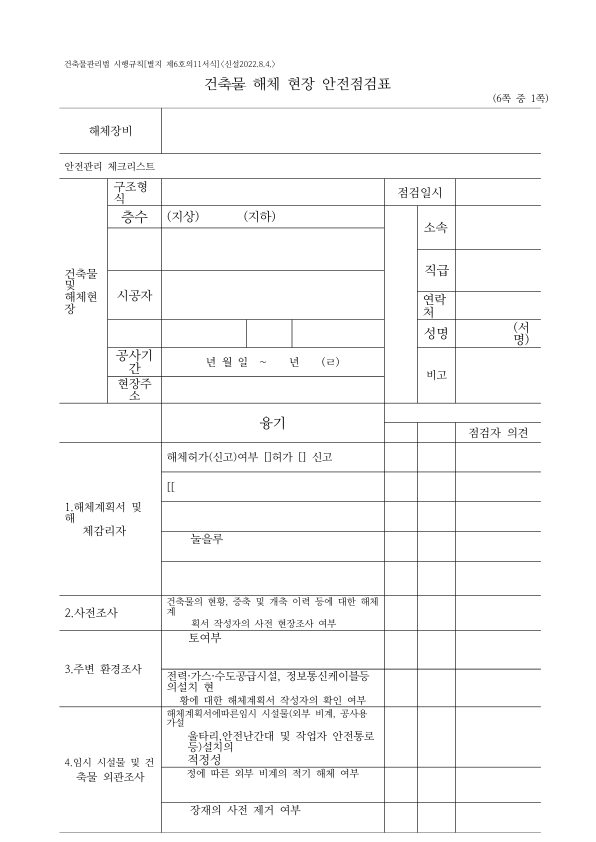 건축물관리법 시행규칙[별지 제6호의11서식]<신설2022.8.4.>
건축물 해체 현장 안전점검표
(6쪽 중 1쪽)
해체장비
안전관리 체크리스트
건축물
및
해체현
장
구조형
식
점검일시
층수
(지상) (지하)
소속
시공자
직급
연락
처
성명
(서
명)
공사기
간
년 월 일 ~ 년 (ㄹ)
비고
현장주
소
융기
점검자 의견
1.해체계획서 및
해
체감리자
해체허가(신고)여부 []허가 [] 신고
[[
눌을루
2.사전조사
건축물의 현황, 증축 및 개축 이력 등에 대한 해체
계
획서 작성자의 사전 현장조사 여부
3.주변 환경조사
토여부
전력·가스·수도공급시설, 정보통신케이블등
의설치 현
황에 대한 해체계획서 작성자의 확인 여부
4.임시 시설물 및 건
축물 외관조사
해체계획서에따른임시 시설물(외부 비계, 공사용
가설
울타리,안전난간대 및 작업자 안전통로
등)설치의
적정성
정에 따른 외부 비계의 적기 해체 여부
장재의 사전 제거 여부